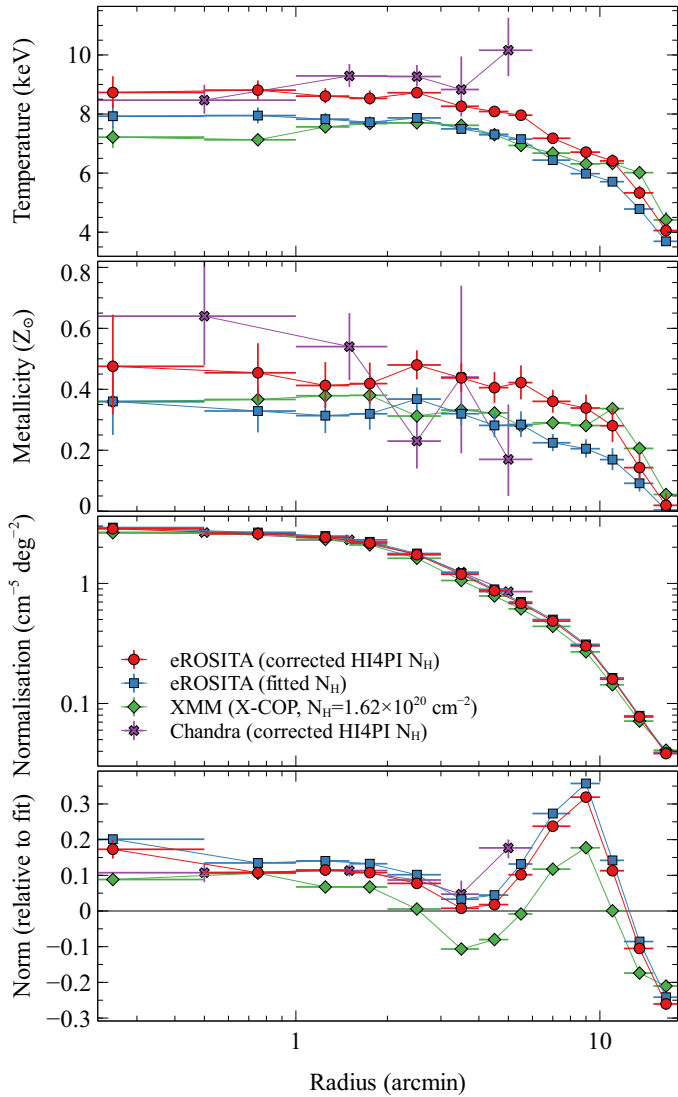 Temperature (keV)
10
8
6
4
Metallicity (Z⊙)
0.8
0.6
0.4
0.2
0
Normalisation (cm⁻⁵ deg⁻²)
1
0.1
eROSITA (corrected HI4PI N_H)
eROSITA (fitted N_H)
XMM (X-COP, N_H=1.62×10²⁰ cm⁻²)
Chandra (corrected HI4PI N_H)
Norm (relative to fit)
0.3
0.2
0.1
0
−0.1
−0.2
−0.3
1
10
Radius (arcmin)